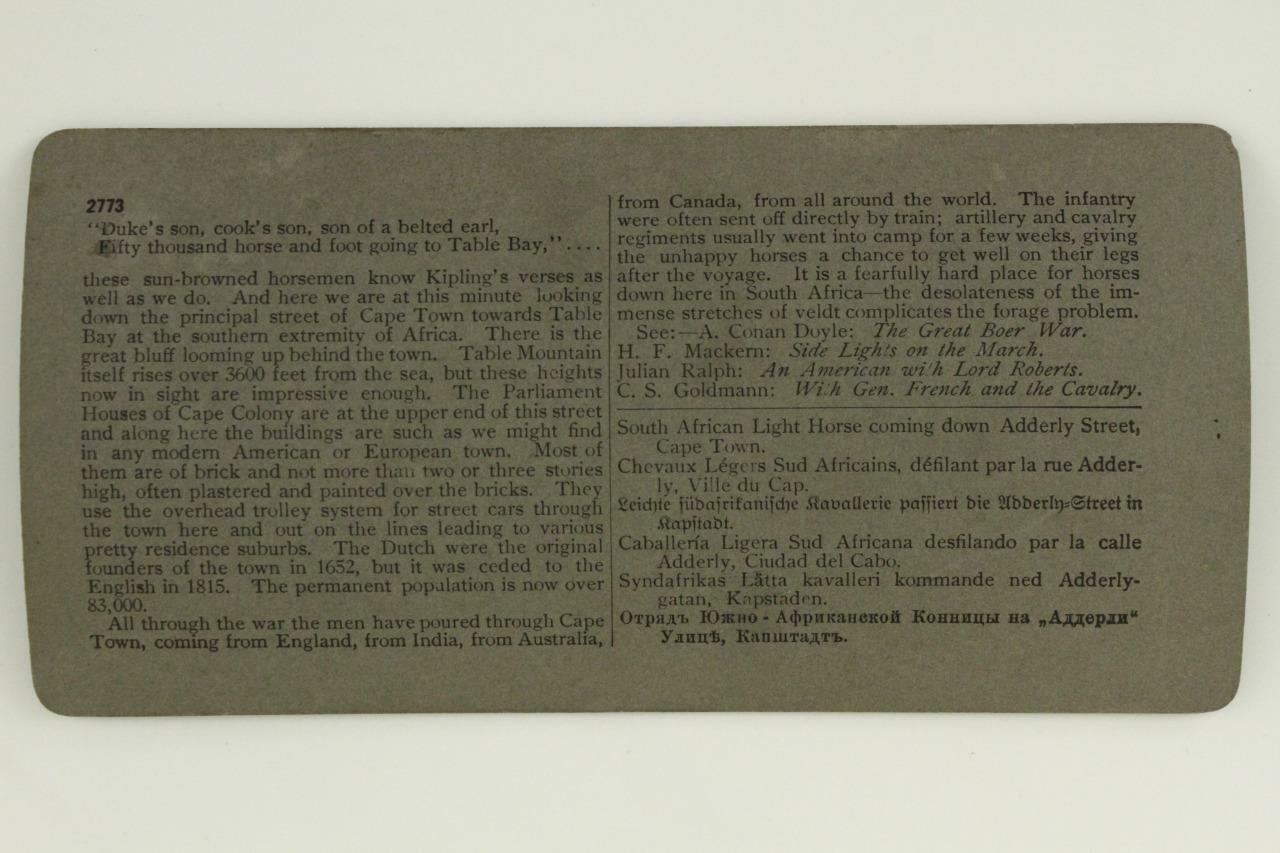 2773
"Duke's son, cook's son, son of a belted earl,
Fifty thousand horse and foot going to Table Bay,"....
these sun-browned horsemen know Kipling's verses as
well as we do. And here we are at this minute looking
down the principal street of Cape Town towards Table
Bay at the southern extremity of Africa. There is the
great bluff looming up behind the town. Table Mountain
itself rises over 3600 feet from the sea, but these heights
now in sight are impressive enough. The Parliament
Houses of Cape Colony are at the upper end of this street
and along here the buildings are such as we might find
in any modern American or European town. Most of
them are of brick and not more than two or three stories
high, often plastered and painted over the bricks. They
use the overhead trolley system for street cars through
the town here and out on the lines leading to various
pretty residence suburbs. The Dutch were the original
founders of the town in 1652, but it was ceded to the
English in 1815. The permanent population is now over
83,000.
All through the war the men have poured through Cape
Town, coming from England, from India, from Australia,
from Canada, from all around the world. The infantry
were often sent off directly by train; artillery and cavalry
regiments usually went into camp for a few weeks, giving
the unhappy horses a chance to get well on their legs
after the voyage. It is a fearfully hard place for horses
down here in South Africa—the desolateness of the im-
mense stretches of veldt complicates the forage problem.
See:—A. Conan Doyle: The Great Boer War.
H. F. Mackern: Side Lights on the March.
Julian Ralph: An American with Lord Roberts.
C. S. Goldmann: With Gen. French and the Cavalry.
South African Light Horse coming down Adderly Street,
Cape Town.
Chevaux Légers Sud Africains, défilant par la rue Adder-
ly, Ville du Cap.
Leichte südafrikanische Kavallerie passiert die Adderly-Street in
Kapstadt.
Caballería Ligera Sud Africana desfilando por la calle
Adderly, Ciudad del Cabo.
Syndafrikas Lätta kavalleri kommande ned Adderly-
gatan, Kapstaden.
Отрядъ Южно-Африканской Конницы на „Аддерли“
Улицѣ, Капштадтъ.